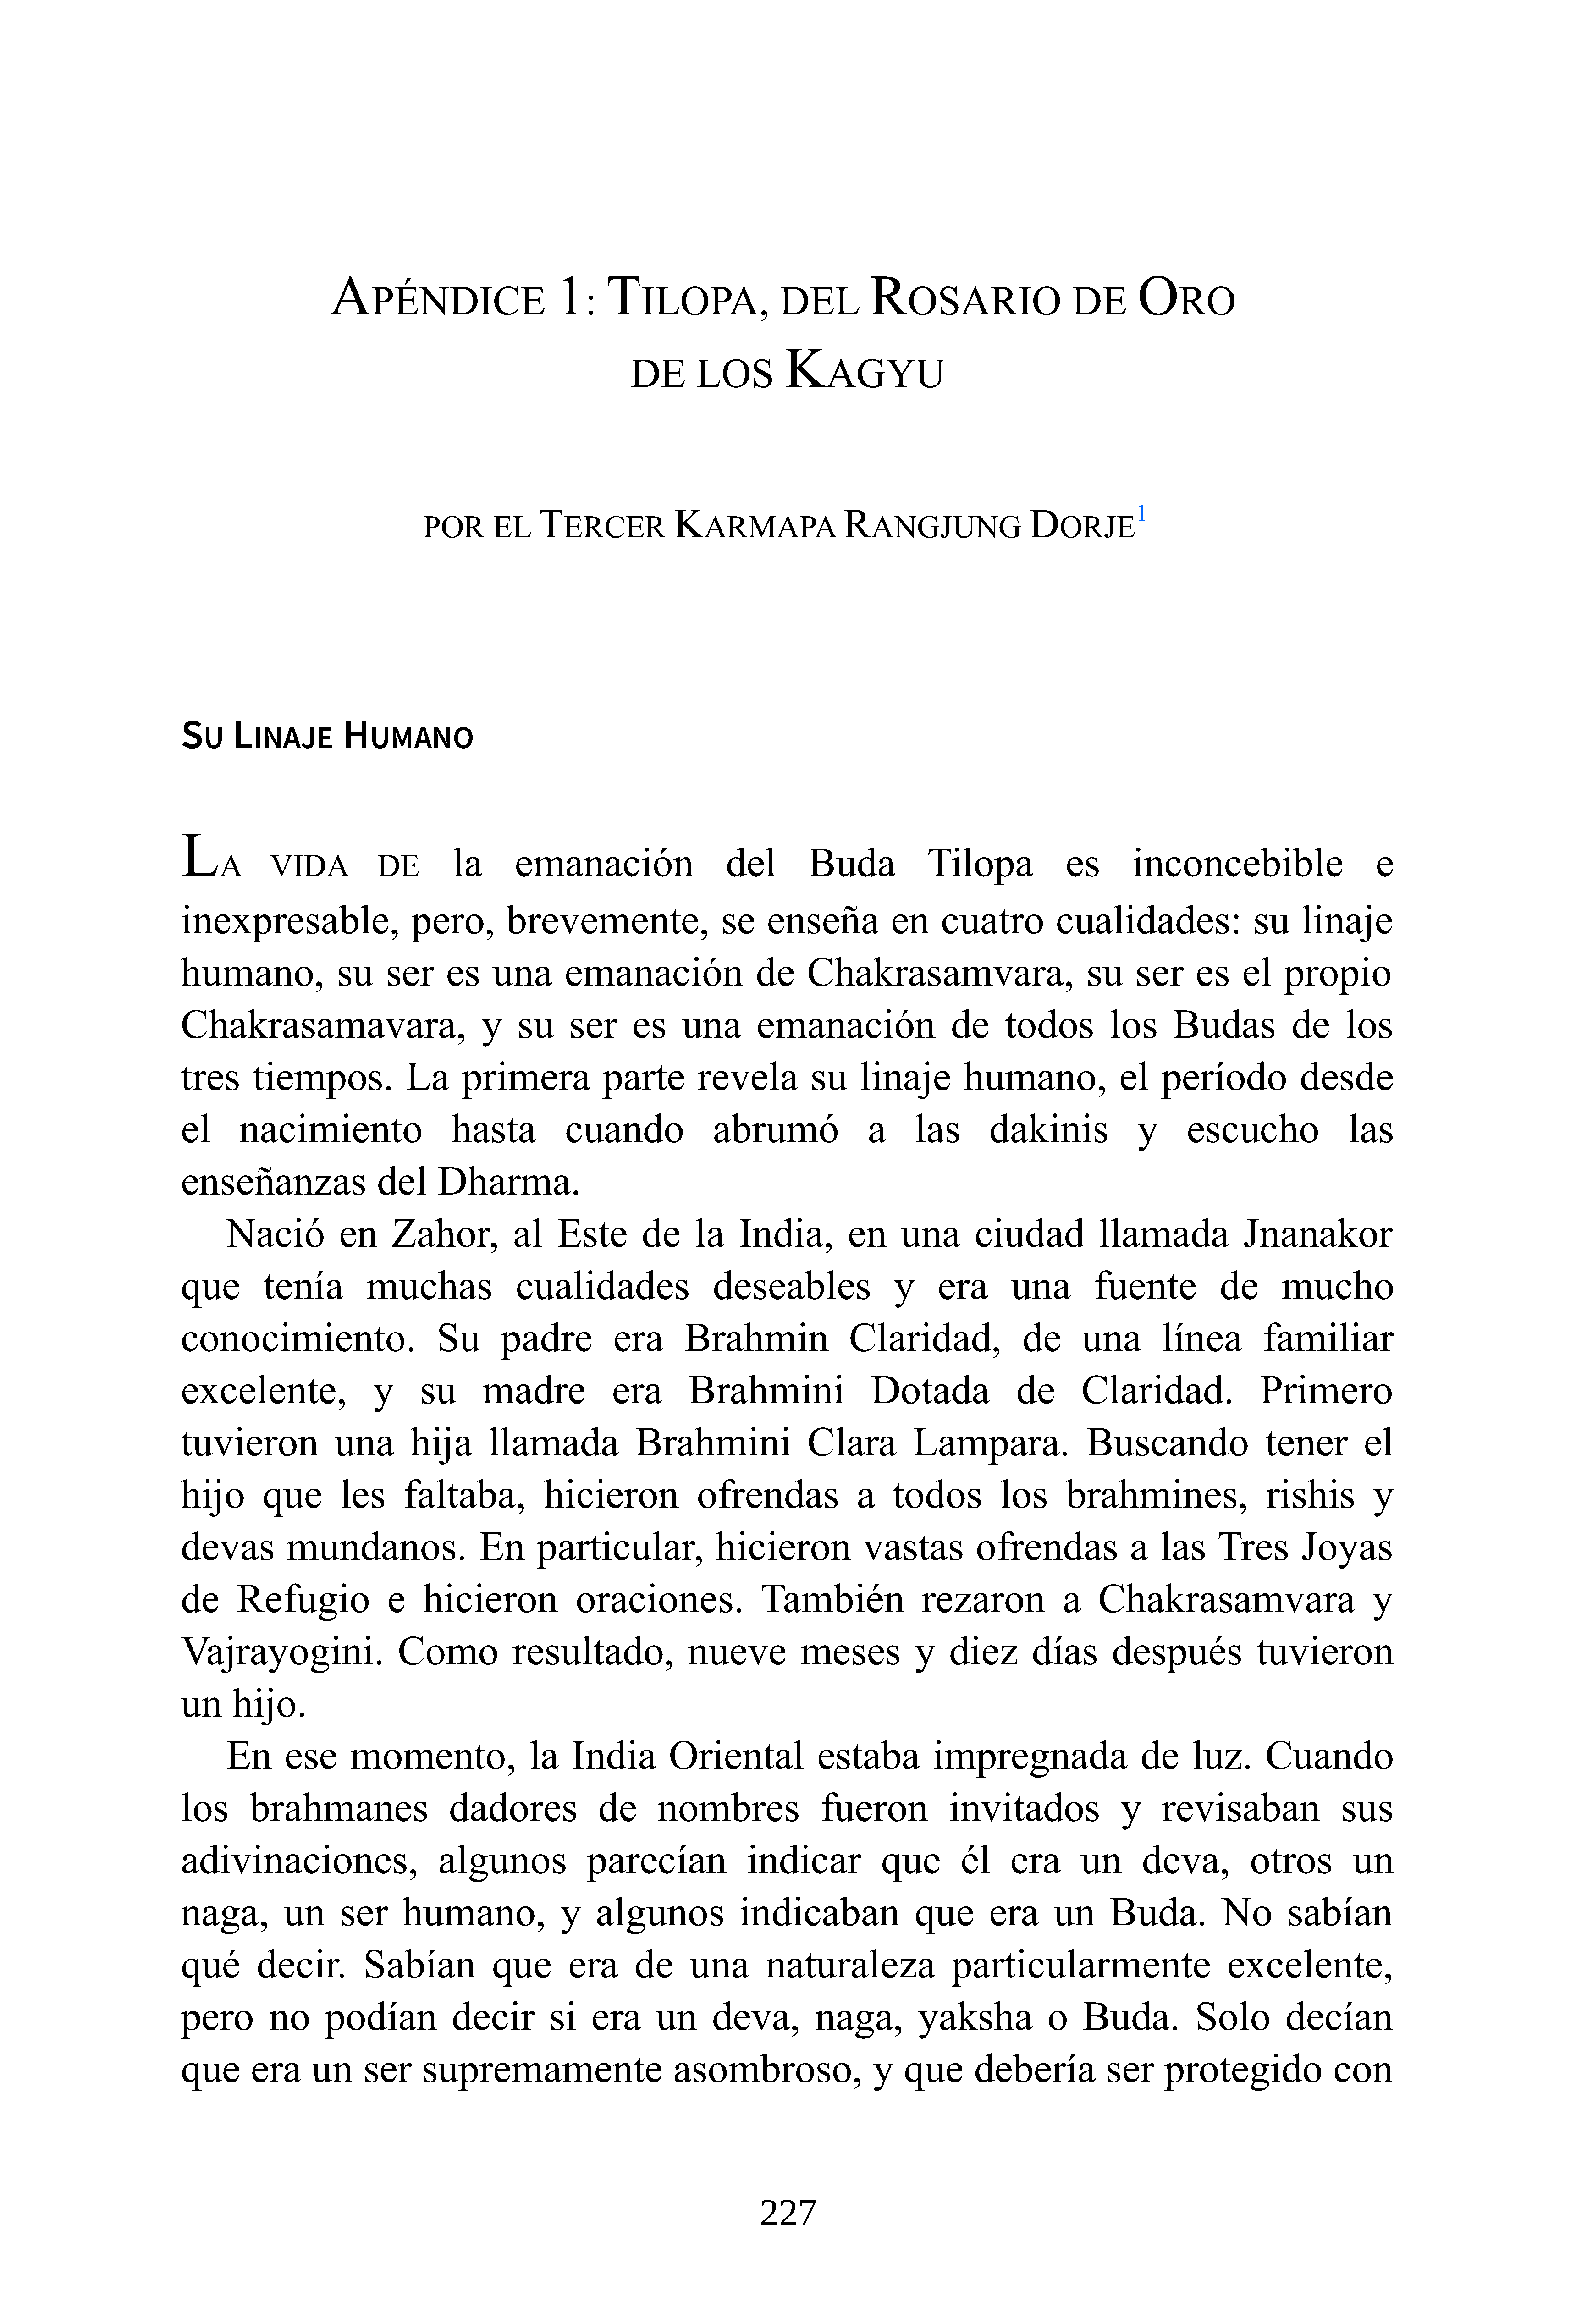 Apéndice 1: Tilopa, del Rosario de Oro
de los Kagyu
por el Tercer Karmapa Rangjung Dorje1
Su Linaje Humano
La vida de la emanación del Buda Tilopa es inconcebible e
inexpresable, pero, brevemente, se enseña en cuatro cualidades: su linaje
humano, su ser es una emanación de Chakrasamvara, su ser es el propio
Chakrasamavara, y su ser es una emanación de todos los Budas de los
tres tiempos. La primera parte revela su linaje humano, el período desde
el nacimiento hasta cuando abrumó a las dakinis y escucho las
enseñanzas del Dharma.
Nació en Zahor, al Este de la India, en una ciudad llamada Jnanakor
que tenía muchas cualidades deseables y era una fuente de mucho
conocimiento. Su padre era Brahmin Claridad, de una línea familiar
excelente, y su madre era Brahmini Dotada de Claridad. Primero
tuvieron una hija llamada Brahmini Clara Lampara. Buscando tener el
hijo que les faltaba, hicieron ofrendas a todos los brahmines, rishis y
devas mundanos. En particular, hicieron vastas ofrendas a las Tres Joyas
de Refugio e hicieron oraciones. También rezaron a Chakrasamvara y
Vajrayogini. Como resultado, nueve meses y diez días después tuvieron
un hijo.
En ese momento, la India Oriental estaba impregnada de luz. Cuando
los brahmanes dadores de nombres fueron invitados y revisaban sus
adivinaciones, algunos parecían indicar que él era un deva, otros un
naga, un ser humano, y algunos indicaban que era un Buda. No sabían
qué decir. Sabían que era de una naturaleza particularmente excelente,
pero no podían decir si era un deva, naga, yaksha o Buda. Solo decían
que era un ser supremamente asombroso, y que debería ser protegido con
227